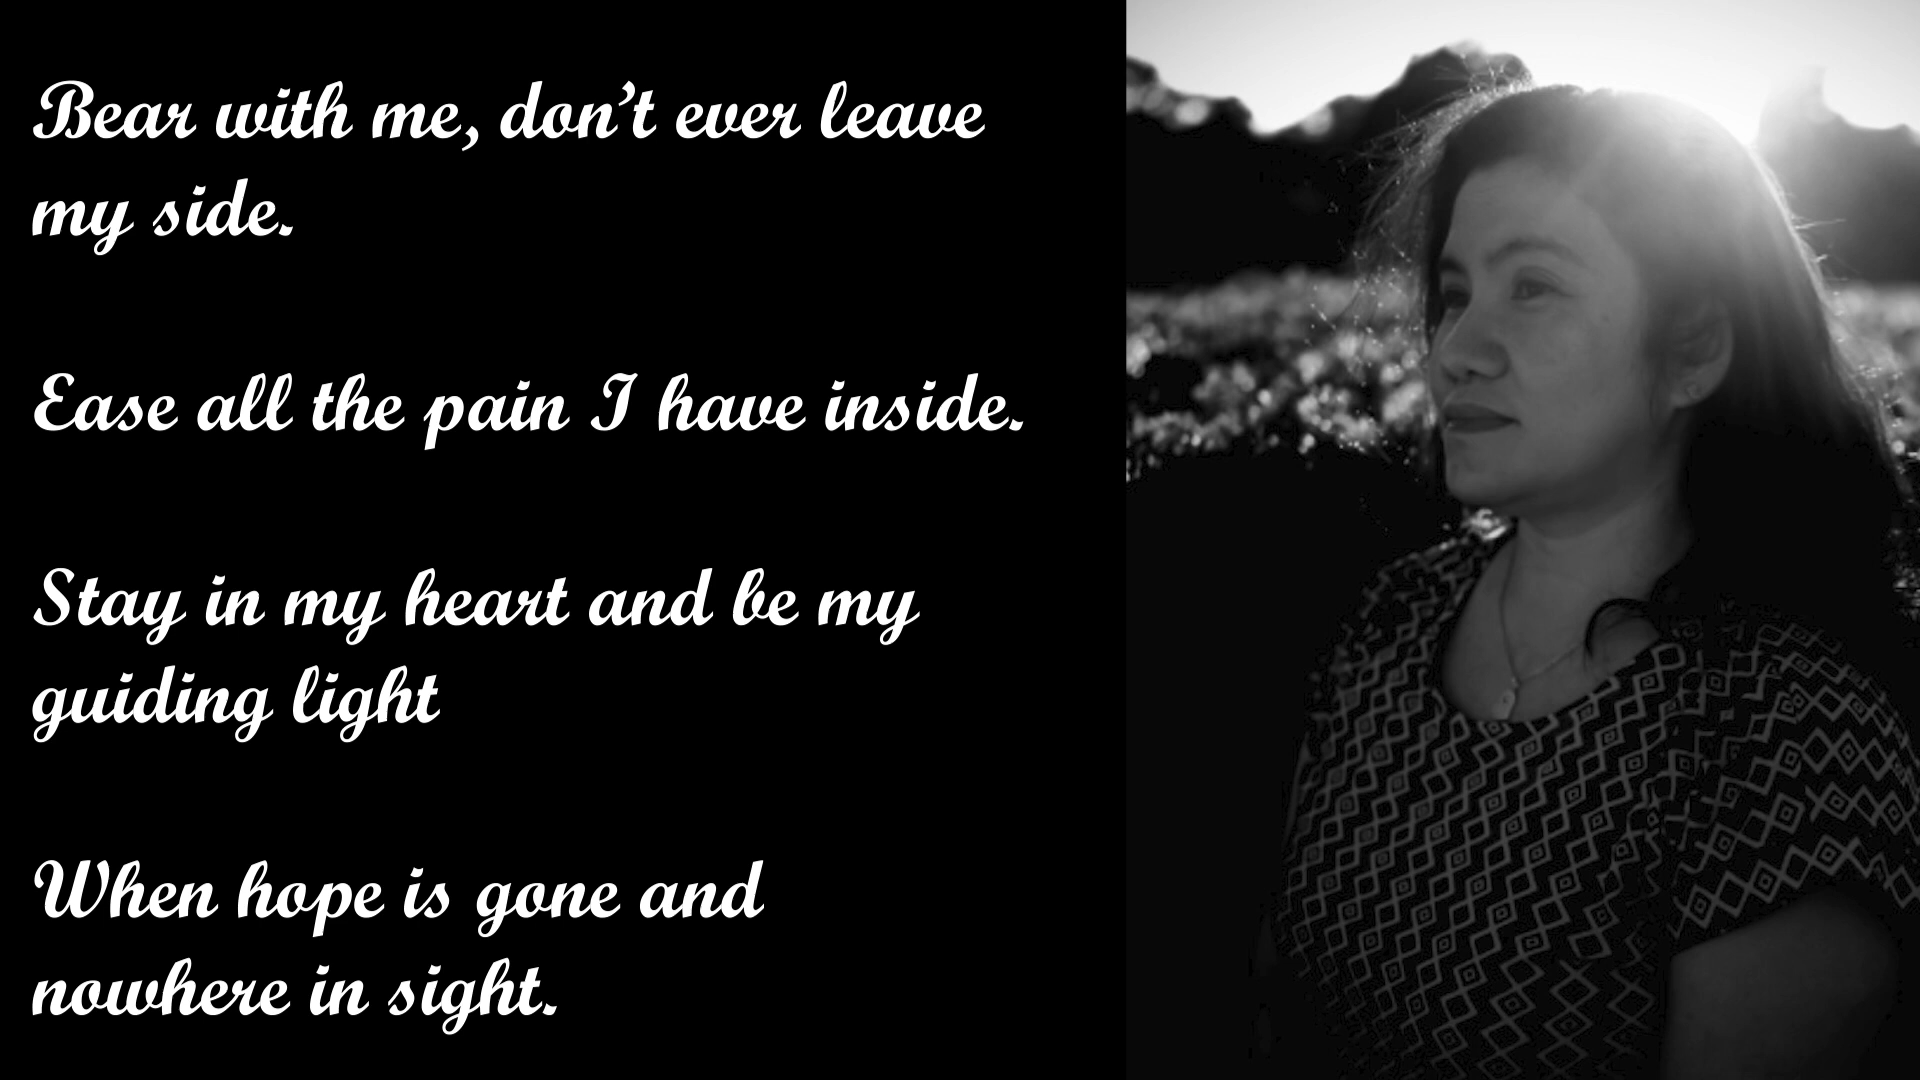 Bear with me, don’t ever leave
my side.
Ease all the pain I have inside.
Stay in my heart and be my
guiding light
When hope is gone and
nowhere in sight.